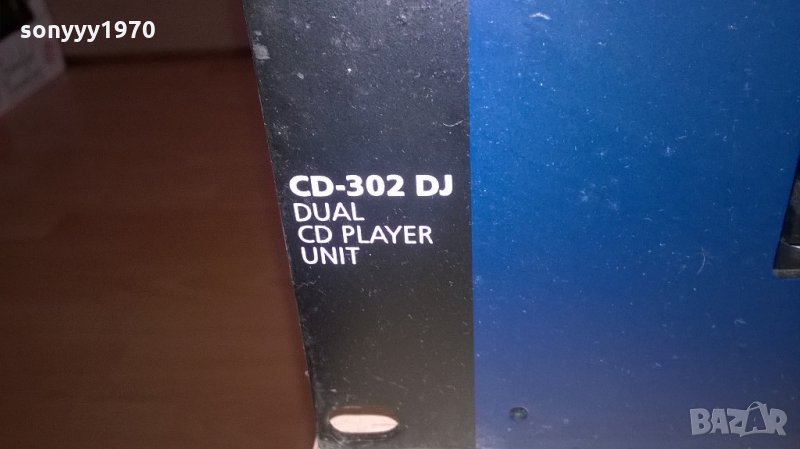 sonyyy1970
CD-302 DJ
DUAL
CD PLAYER
UNIT
BAZAR